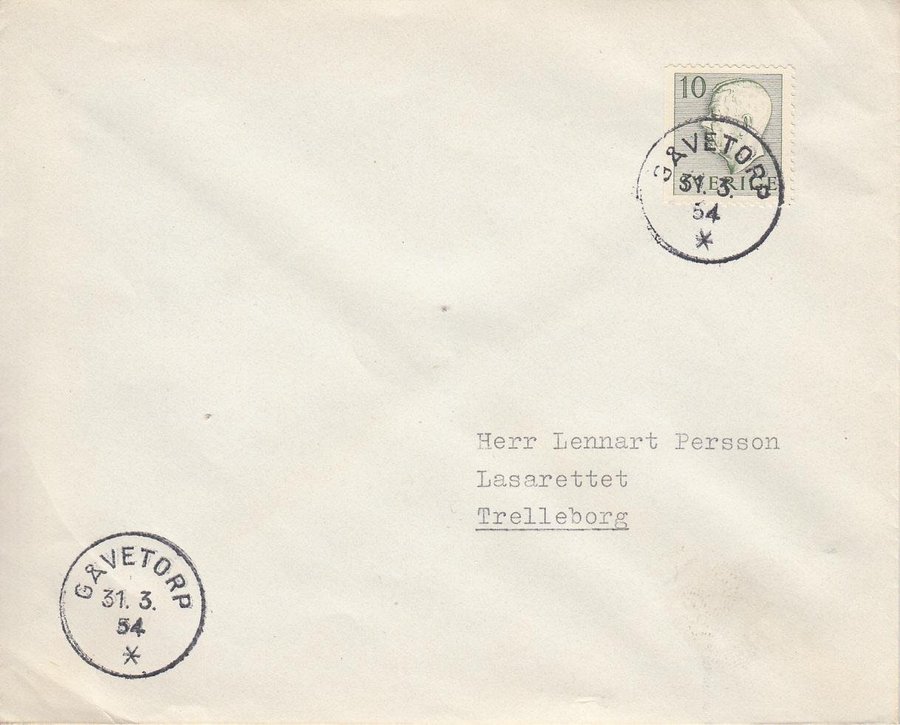 10
SVERIGE
GÅVETORP
31. 3.
54
*
Herr Lennart Persson
Lasarettet
Trelleborg
GÅVETORP
31. 3.
54
*